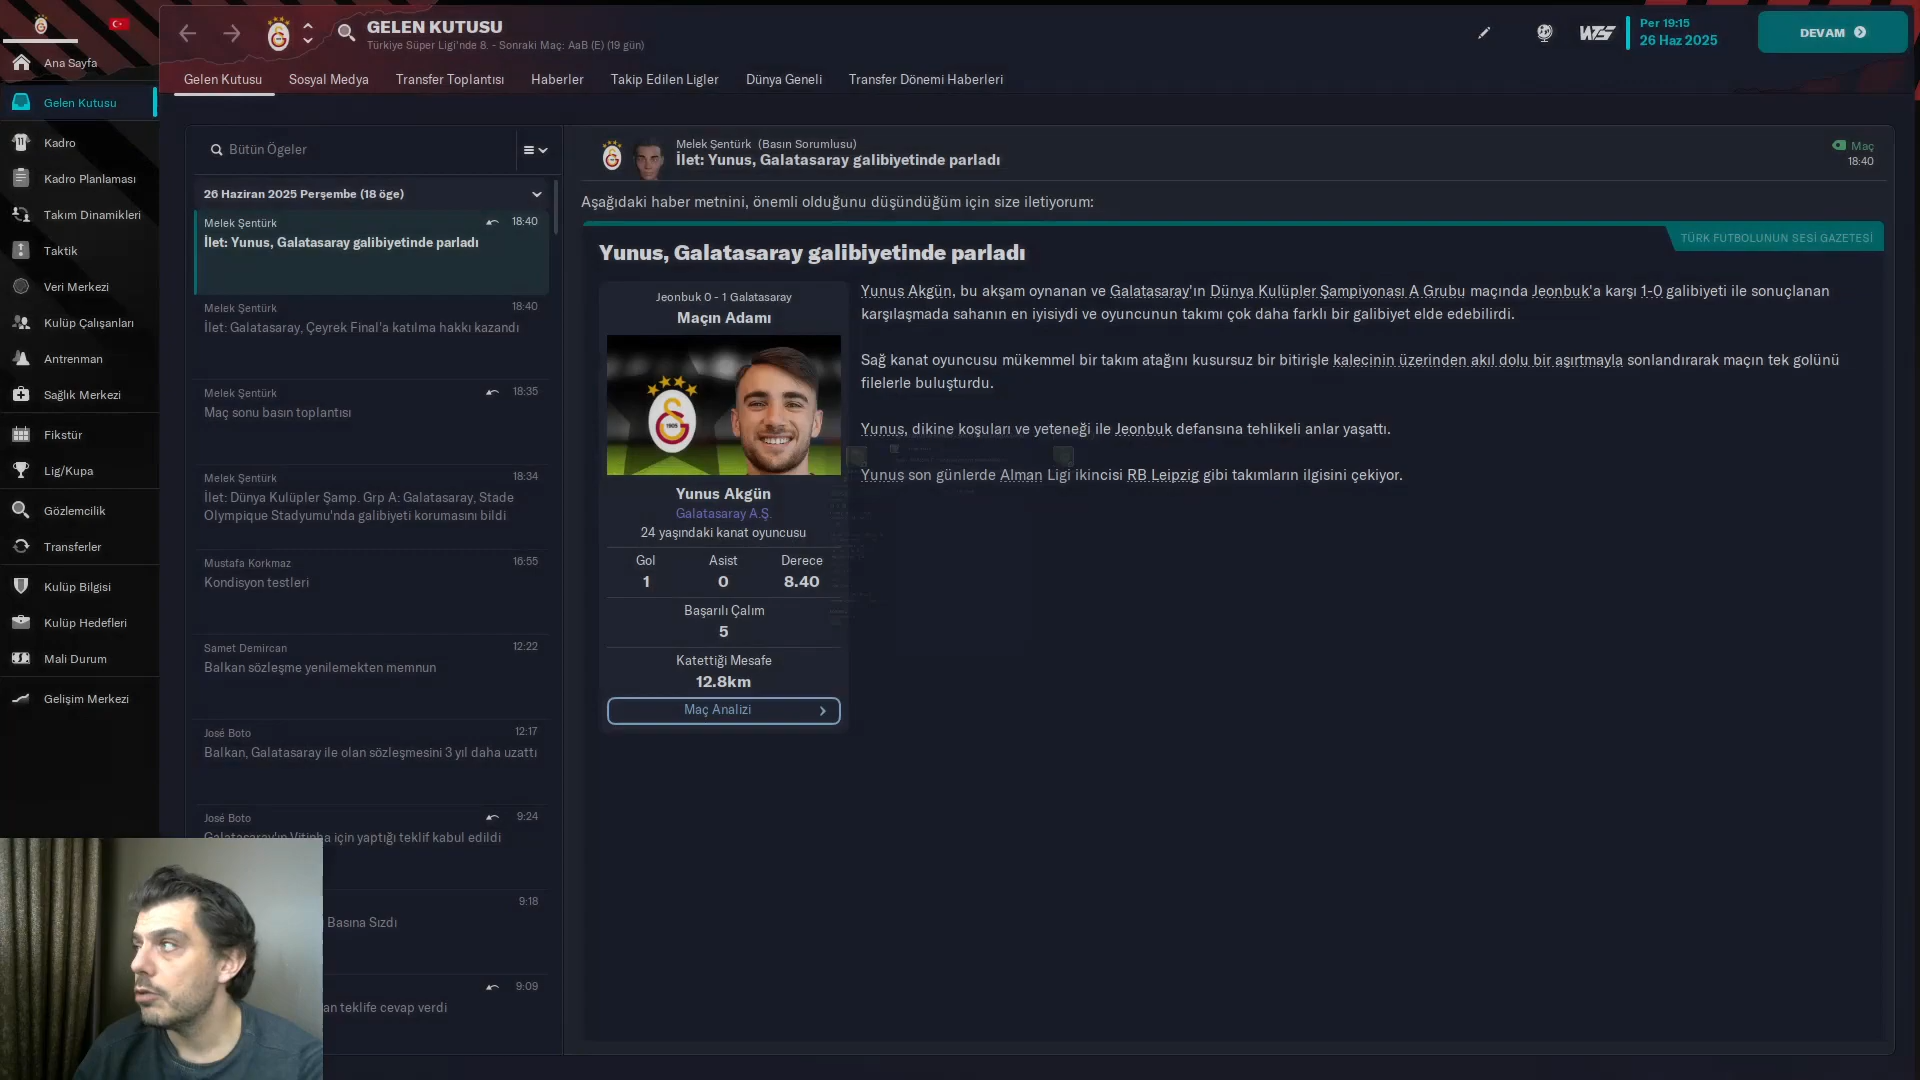 GELEN KUTUSU
Türkiye Süper Ligi'nde 8. - Sonraki Maç: AaB (E) (19 gün)
Per 19:15
26 Haz 2025
DEVAM
Gelen Kutusu
Sosyal Medya
Transfer Toplantısı
Haberler
Takip Edilen Ligler
Dünya Geneli
Transfer Dönemi Haberleri
Ana Sayfa
Gelen Kutusu
Kadro
Kadro Planlaması
Takım Dinamikleri
Taktik
Veri Merkezi
Kulüp Çalışanları
Antrenman
Sağlık Merkezi
Fikstür
Lig/Kupa
Gözlemcilik
Transferler
Kulüp Bilgisi
Kulüp Hedefleri
Mali Durum
Gelişim Merkezi
Bütün Ögeler
26 Haziran 2025 Perşembe (18 öge)
Melek Şentürk
18:40
İlet: Yunus, Galatasaray galibiyetinde parladı
Melek Şentürk
18:40
İlet: Galatasaray, Çeyrek Final'a katılma hakkı kazandı
Melek Şentürk
18:35
Maç sonu basın toplantısı
Melek Şentürk
18:34
İlet: Dünya Kulüpler Şamp. Grp A: Galatasaray, Stade
Olympique Stadyumu'nda galibiyeti korumasını bildi
Mustafa Korkmaz
16:55
Kondisyon testleri
Samet Demircan
12:22
Balkan sözleşme yenilemekten memnun
José Boto
12:17
Balkan, Galatasaray ile olan sözleşmesini 3 yıl daha uzattı
José Boto
9:24
Galatasaray'ın Vitinha için yaptığı teklif kabul edildi
9:18
Basına Sızdı
9:09
an teklife cevap verdi
Melek Şentürk (Basın Sorumlusu)
İlet: Yunus, Galatasaray galibiyetinde parladı
Maç
18:40
Aşağıdaki haber metnini, önemli olduğunu düşündüğüm için size iletiyorum:
TÜRK FUTBOLUNUN SESİ GAZETESİ
Yunus, Galatasaray galibiyetinde parladı
Jeonbuk 0 - 1 Galatasaray
Maçın Adamı
Yunus Akgün
Galatasaray A.Ş.
24 yaşındaki kanat oyuncusu
Gol Asist Derece
1 0 8.40
Başarılı Çalım
5
Katettiği Mesafe
12.8km
Maç Analizi
Yunus Akgün, bu akşam oynanan ve Galatasaray'ın Dünya Kulüpler Şampiyonası A Grubu maçında Jeonbuk'a karşı 1-0 galibiyeti ile sonuçlanan
karşılaşmada sahanın en iyisiydi ve oyuncunun takımı çok daha farklı bir galibiyet elde edebilirdi.
Sağ kanat oyuncusu mükemmel bir takım atağını kusursuz bir bitirişle kalecinin üzerinden akıl dolu bir aşırtmayla sonlandırarak maçın tek golünü
filelerle buluşturdu.
Yunus, dikine koşuları ve yeteneği ile Jeonbuk defansına tehlikeli anlar yaşattı.
Yunus son günlerde Alman Ligi ikincisi RB Leipzig gibi takımların ilgisini çekiyor.